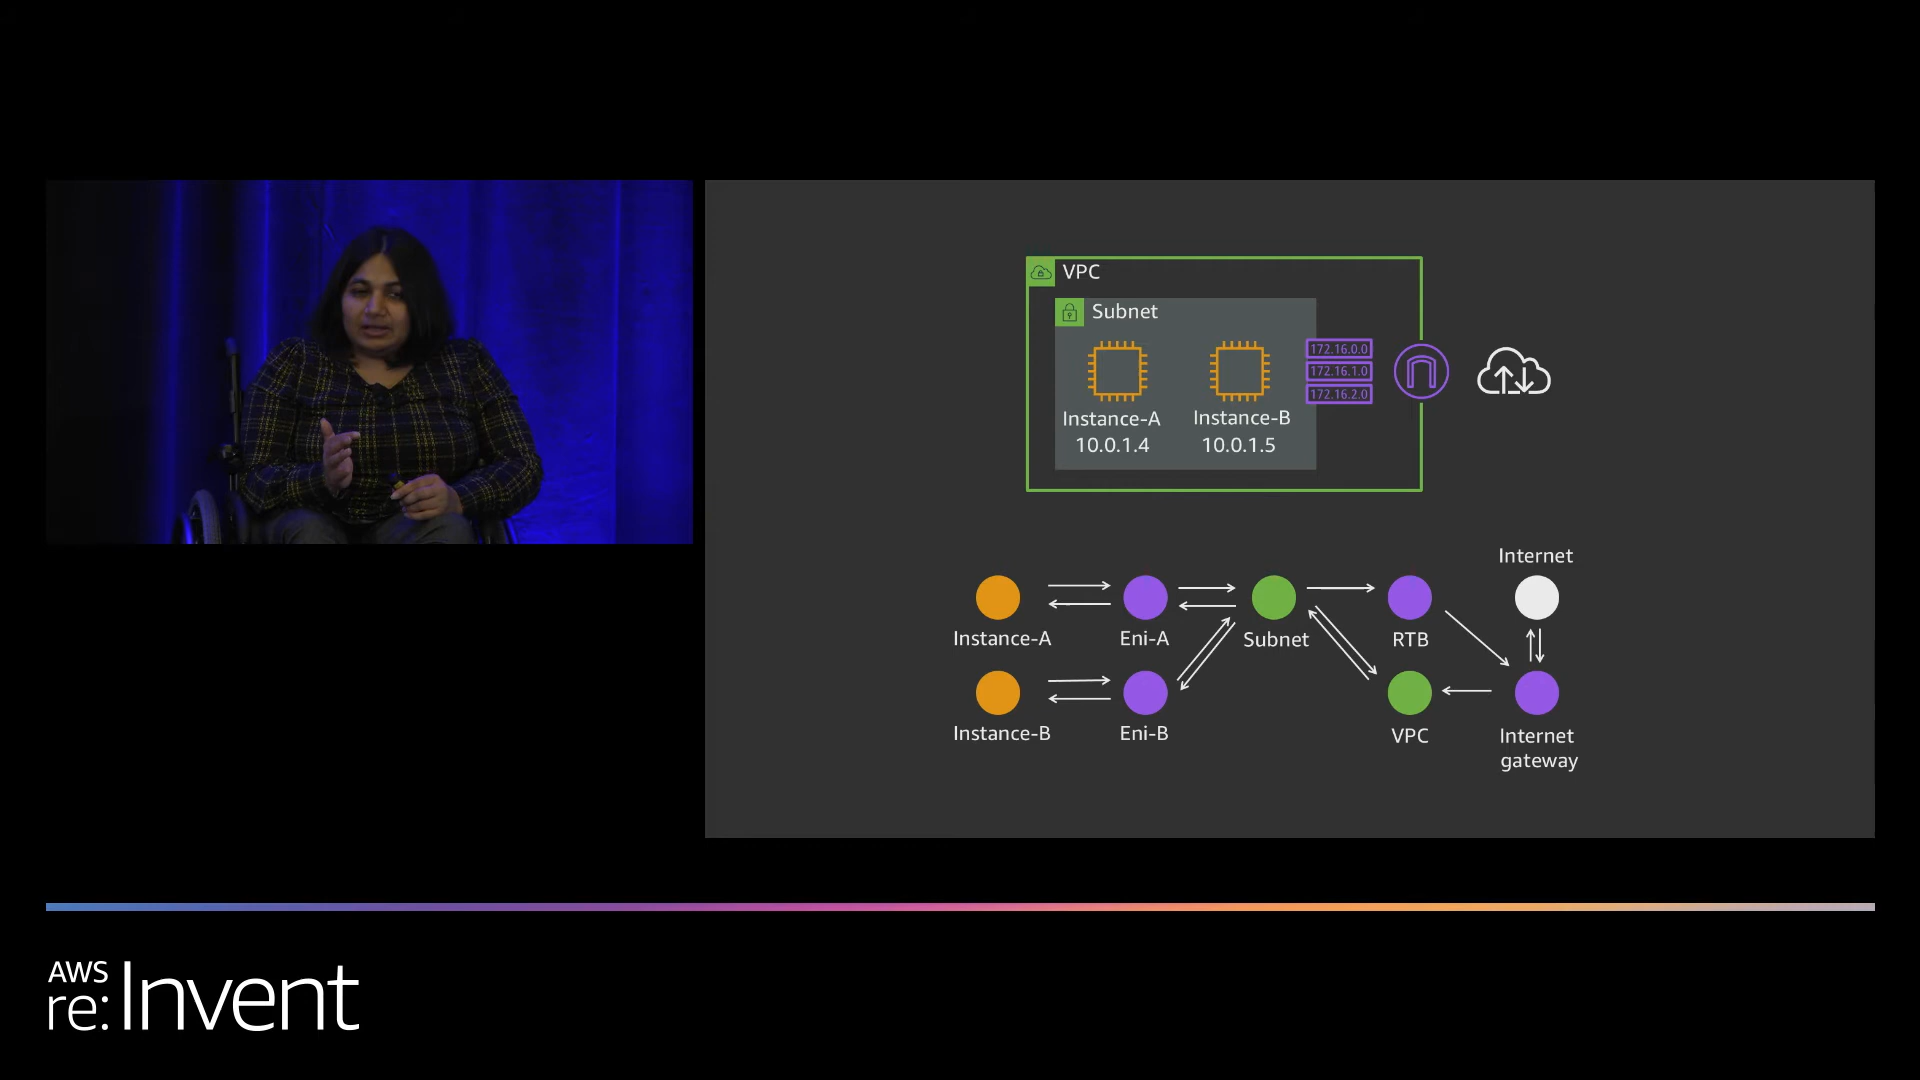 VPC
Subnet
172.16.0.0
172.16.1.0
172.16.2.0
Instance-A
10.0.1.4
Instance-B
10.0.1.5
Internet
Instance-A
Eni-A
Subnet
RTB
Instance-B
Eni-B
VPC
Internet
gateway
AWS
re:Invent